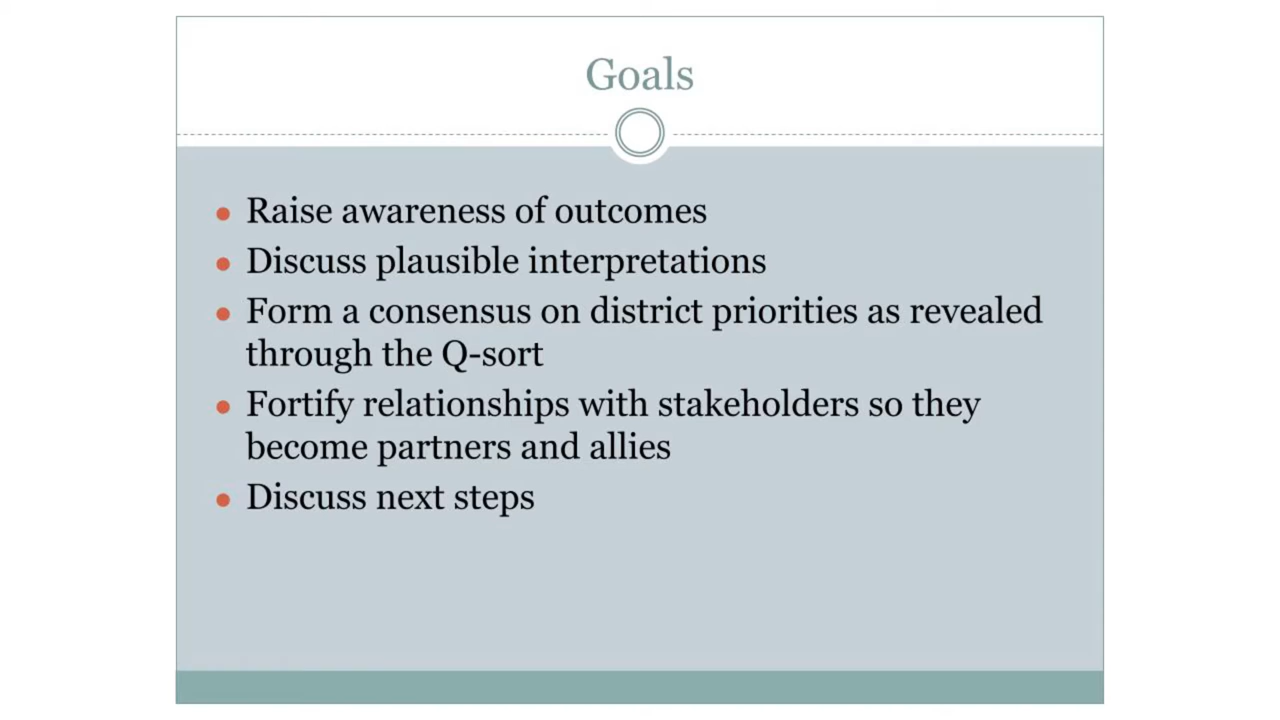 Goals
• Raise awareness of outcomes
• Discuss plausible interpretations
• Form a consensus on district priorities as revealed
through the Q-sort
• Fortify relationships with stakeholders so they
become partners and allies
• Discuss next steps